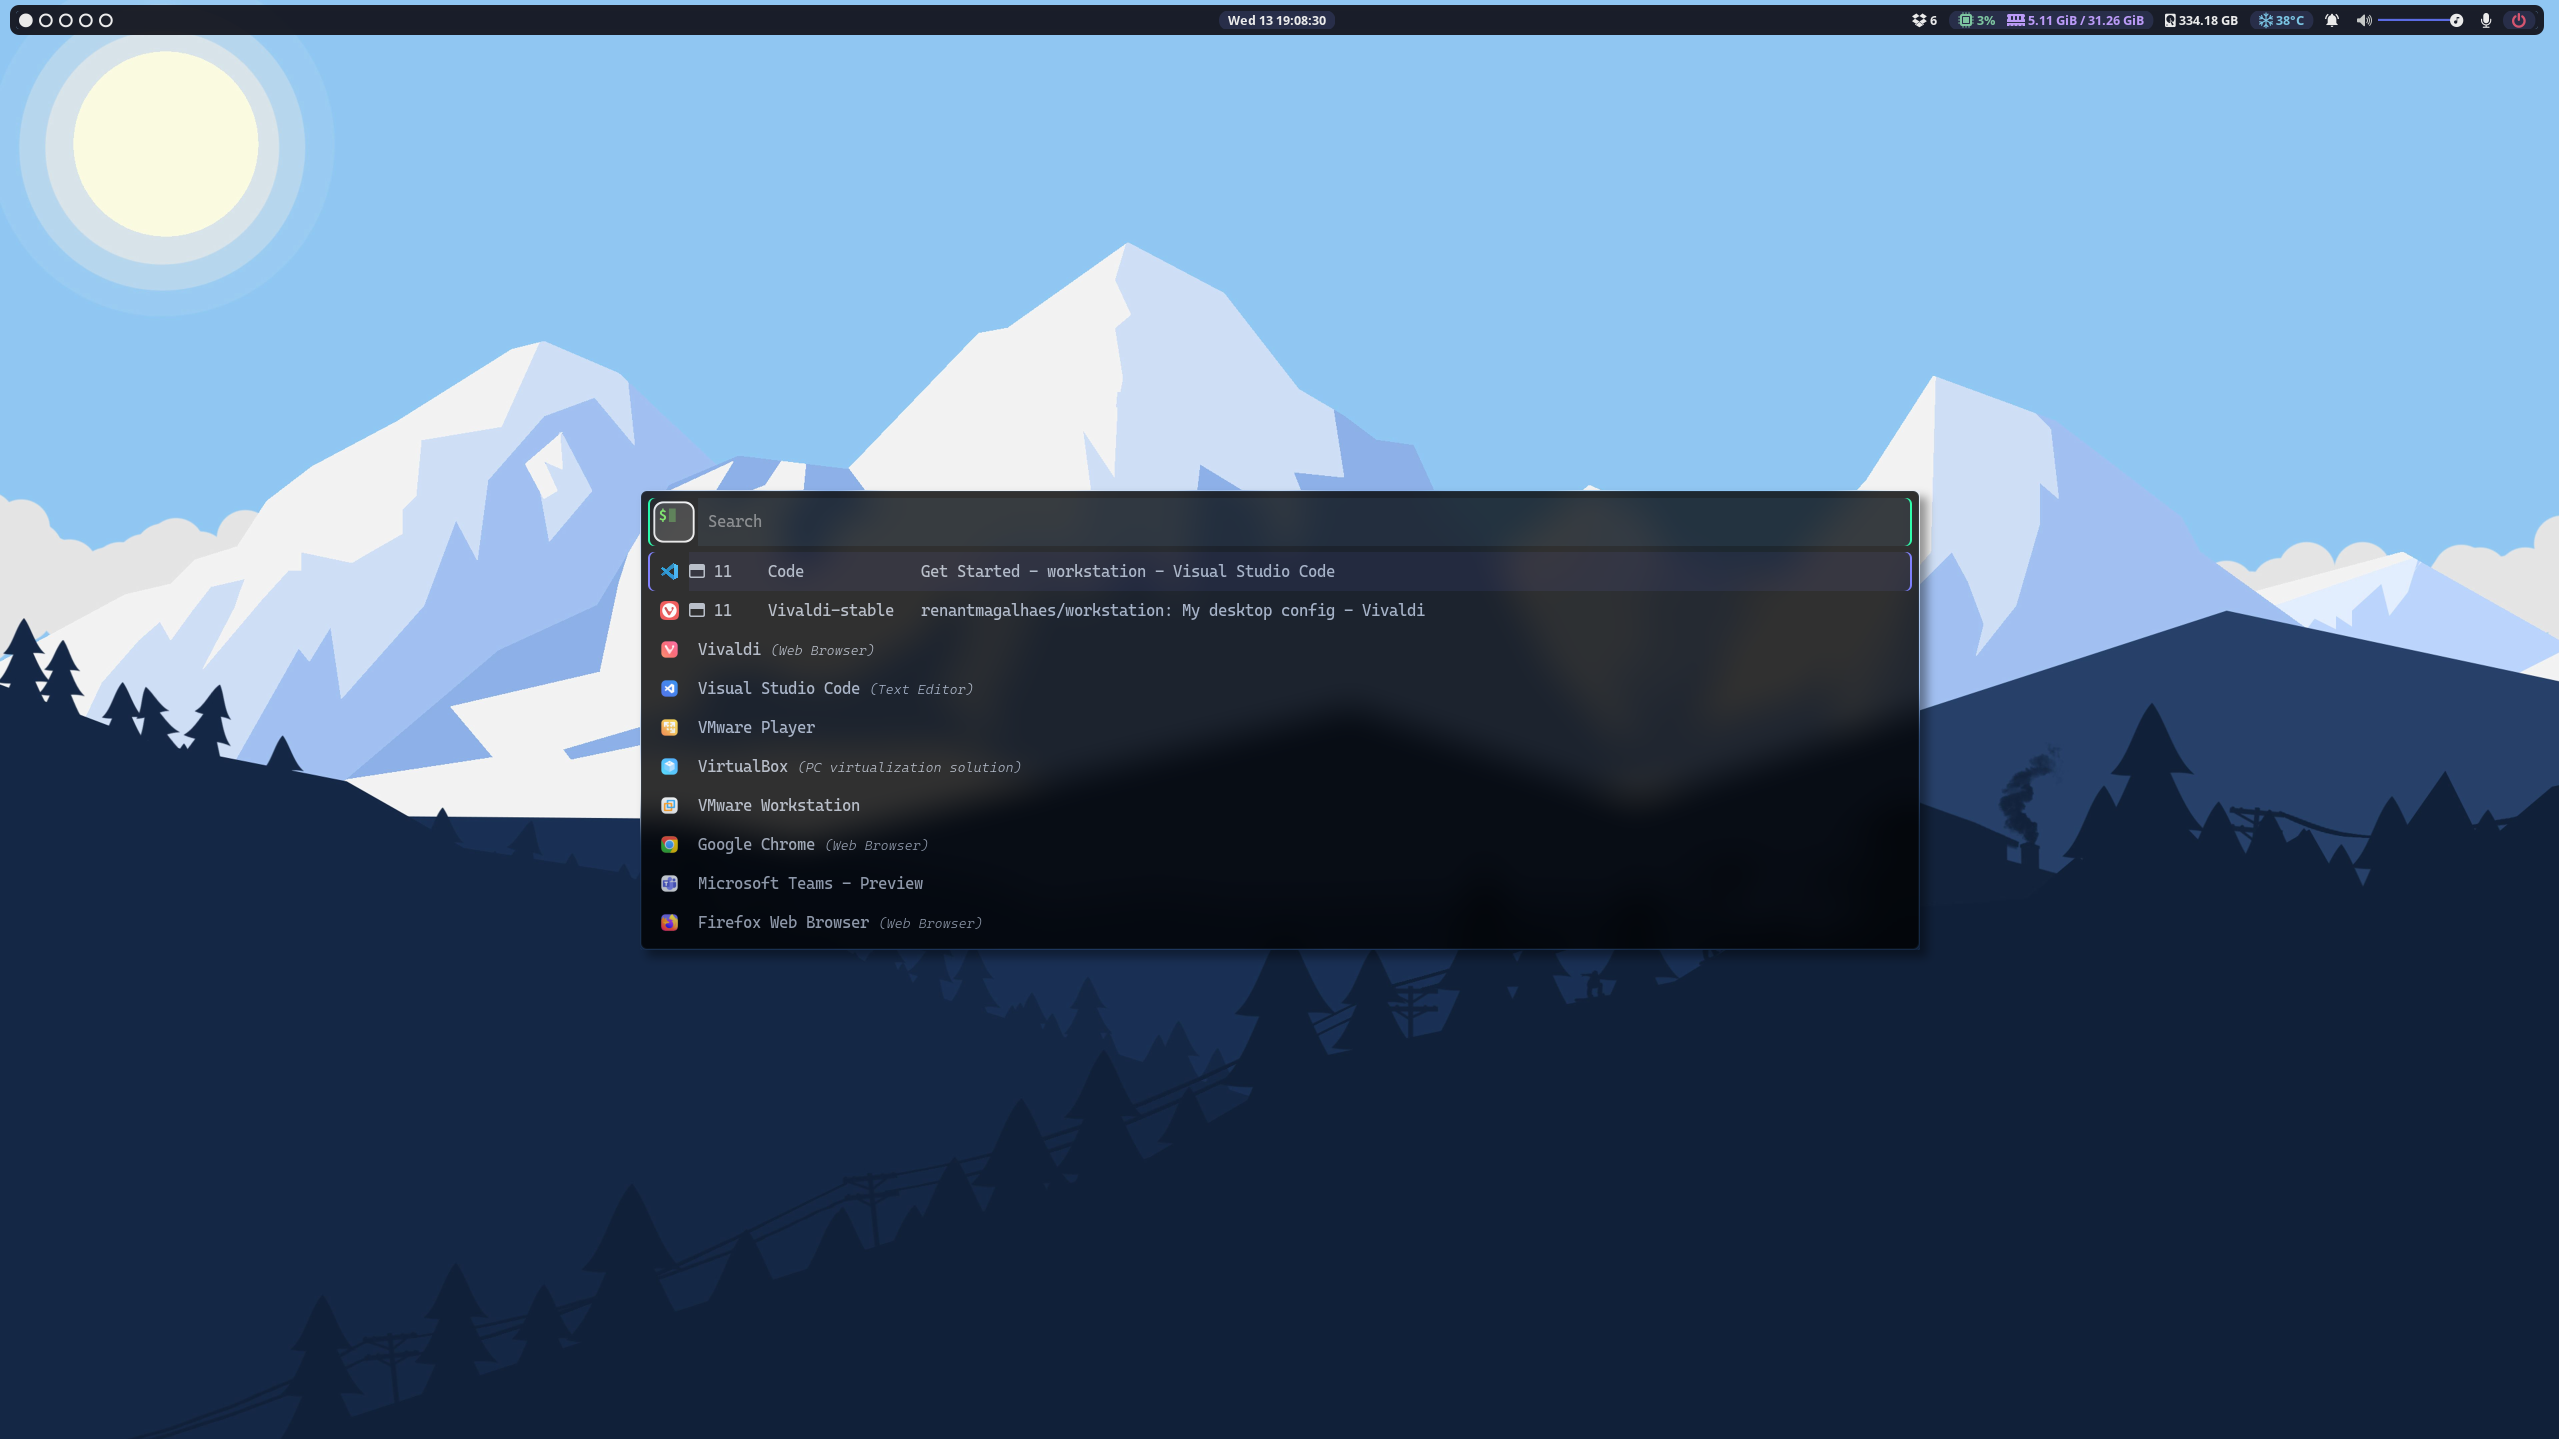 Wed 13 19:08:30
6 3% 5.11 GiB / 31.26 GiB 334.18 GB 38°C
$
Search
11 Code Get Started - workstation - Visual Studio Code
11 Vivaldi-stable renantmagalhaes/workstation: My desktop config - Vivaldi
Vivaldi (Web Browser)
Visual Studio Code (Text Editor)
VMware Player
VirtualBox (PC virtualization solution)
VMware Workstation
Google Chrome (Web Browser)
Microsoft Teams - Preview
Firefox Web Browser (Web Browser)